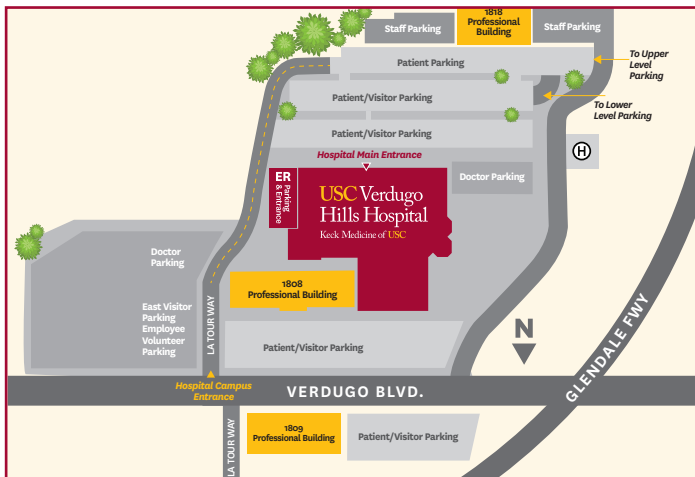 1818
Professional
Building
Staff Parking
Staff Parking
Patient Parking
To Upper
Level
Parking
Patient/Visitor Parking
To Lower
Level Parking
Patient/Visitor Parking
Hospital Main Entrance
H
ER
Parking
& Entrance
Doctor Parking
USC Verdugo
Hills Hospital
Keck Medicine of USC
Doctor
Parking
1808
Professional Building
East Visitor
Parking
Employee
Volunteer
Parking
LA TOUR WAY
Patient/Visitor Parking
N
GLENDALE FWY
Hospital Campus
Entrance
VERDUGO BLVD.
LA TOUR WAY
1809
Professional Building
Patient/Visitor Parking